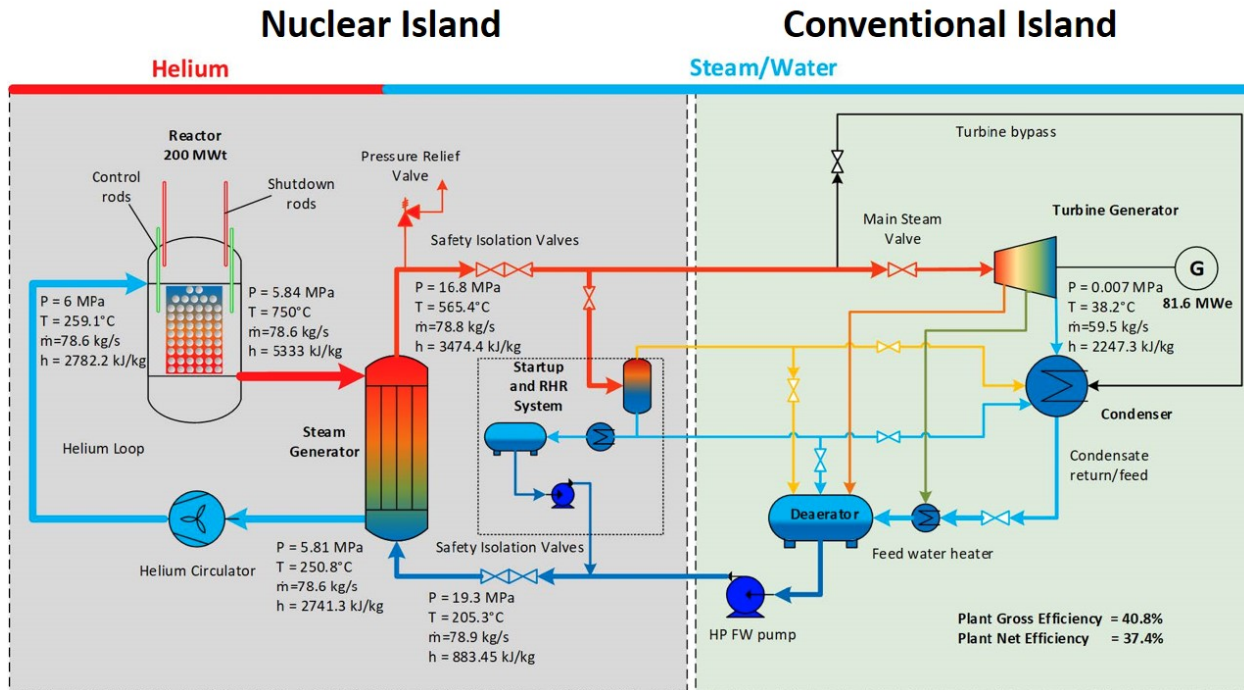 Nuclear Island
Conventional Island
Helium
Steam/Water
Reactor
200 MWt
Control
rods
Shutdown
rods
Pressure Relief
Valve
Turbine bypass
Safety Isolation Valves
Main Steam
Valve
Turbine Generator
G
81.6 MWe
P = 6 MPa
T = 259.1°C
ṁ=78.6 kg/s
h = 2782.2 kJ/kg
P = 5.84 MPa
T = 750°C
ṁ=78.6 kg/s
h = 5333 kJ/kg
P = 16.8 MPa
T = 565.4°C
ṁ=78.8 kg/s
h = 3474.4 kJ/kg
P = 0.007 MPa
T = 38.2°C
ṁ=59.5 kg/s
h = 2247.3 kJ/kg
Startup
and RHR
System
Steam
Generator
Condenser
Helium Loop
Condensate
return/feed
Deaerator
Feed water heater
Helium Circulator
Safety Isolation Valves
P = 5.81 MPa
T = 250.8°C
ṁ=78.6 kg/s
h = 2741.3 kJ/kg
P = 19.3 MPa
T = 205.3°C
ṁ=78.9 kg/s
h = 883.45 kJ/kg
HP FW pump
Plant Gross Efficiency = 40.8%
Plant Net Efficiency = 37.4%